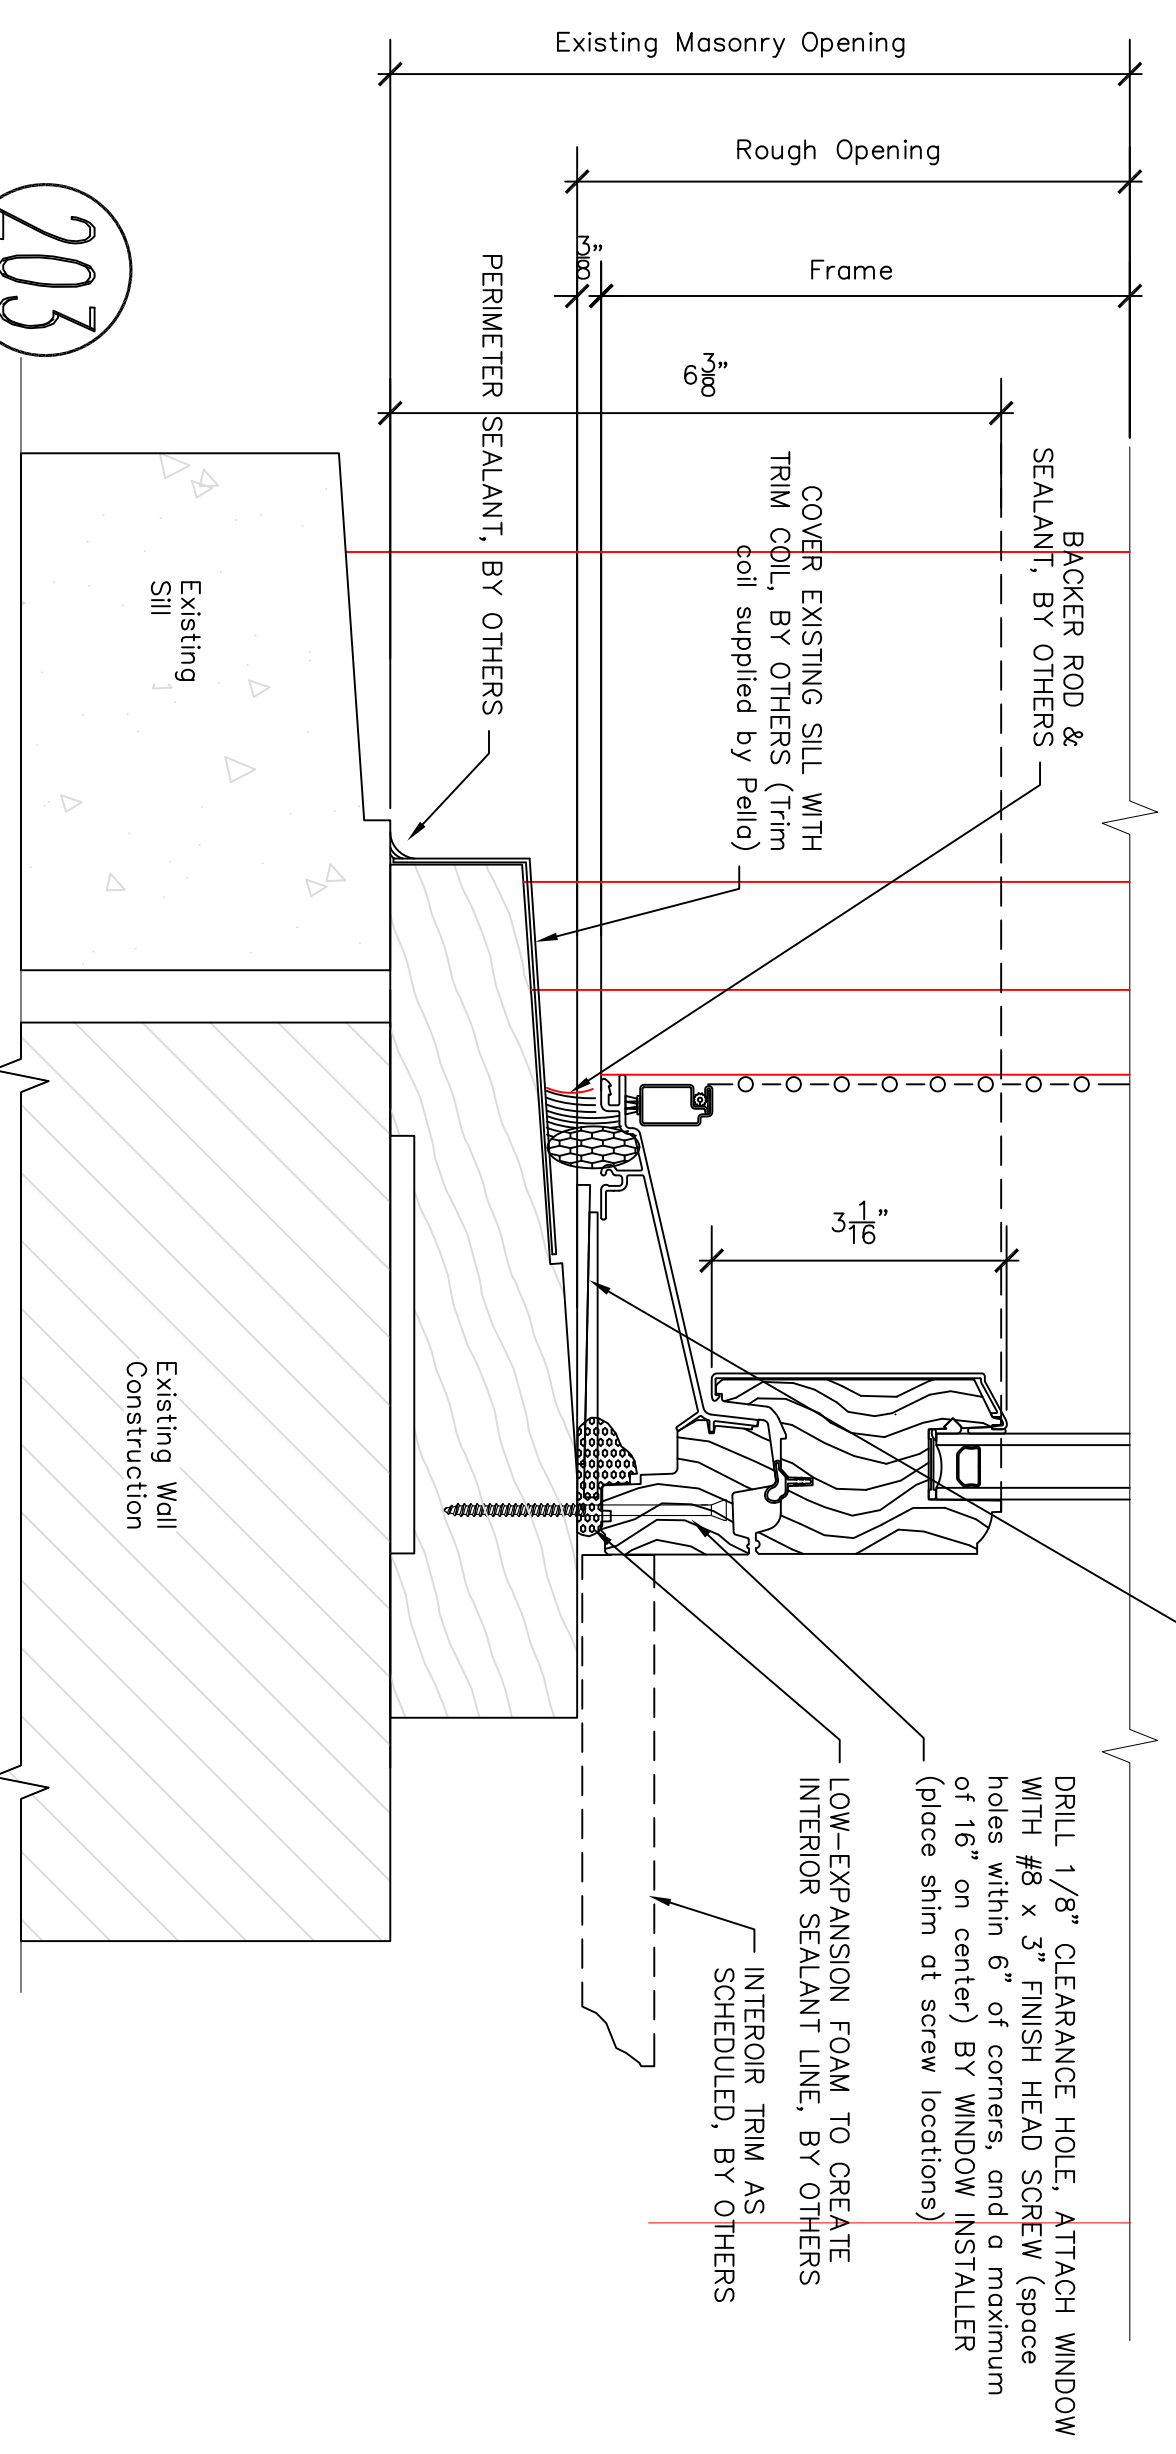 Existing Masonry Opening
Rough Opening
3/8"
Frame
6 3/8"
203
PERIMETER SEALANT, BY OTHERS
COVER EXISTING SILL WITH
TRIM COIL, BY OTHERS (Trim
coil supplied by Pella)
BACKER ROD &
SEALANT, BY OTHERS
Existing
Sill
3 1/16"
Existing Wall
Construction
DRILL 1/8" CLEARANCE HOLE, ATTACH WINDOW
WITH #8 x 3" FINISH HEAD SCREW (space
holes within 6" of corners, and a maximum
of 16" on center) BY WINDOW INSTALLER
(place shim at screw locations)
LOW-EXPANSION FOAM TO CREATE
INTERIOR SEALANT LINE, BY OTHERS
INTEROIR TRIM AS
SCHEDULED, BY OTHERS